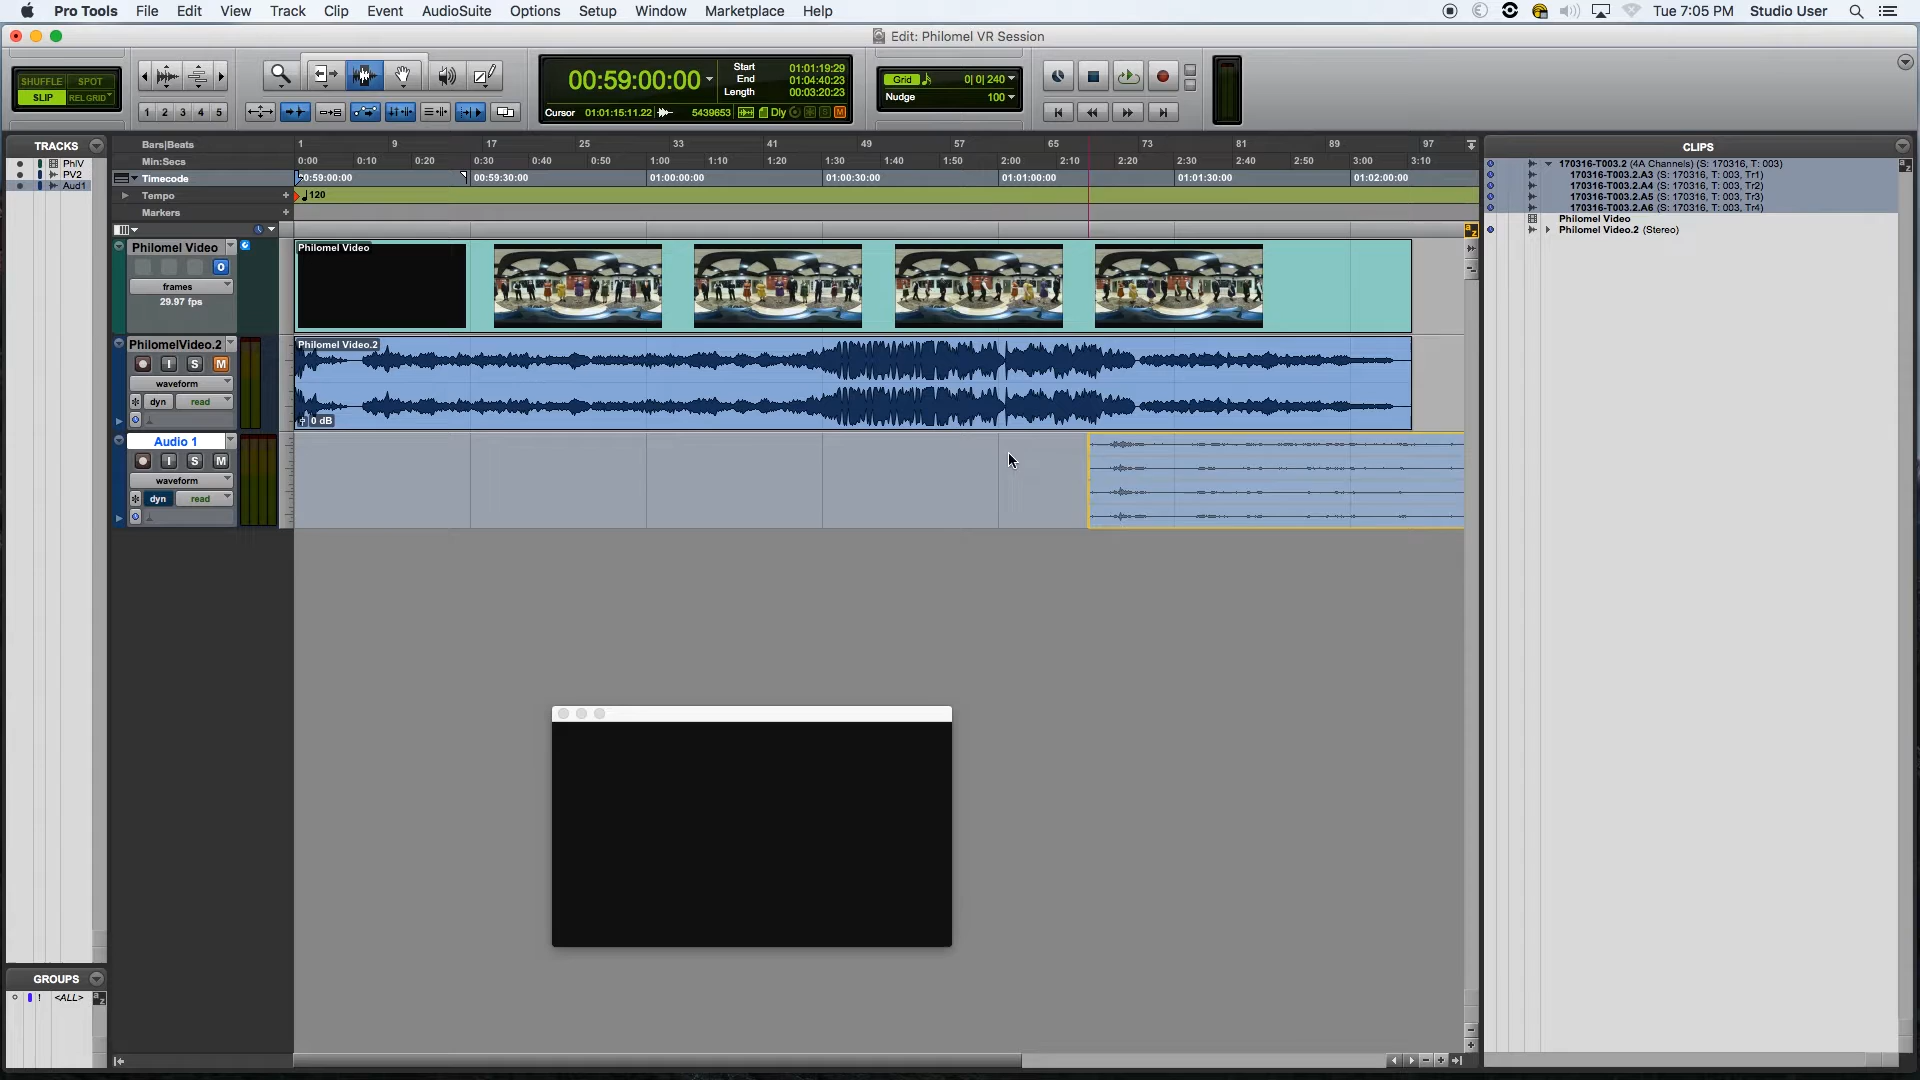 Pro Tools File Edit View Track Clip Event AudioSuite Options Setup Window Marketplace Help Tue 7:05 PM Studio User
Edit: Philomel VR Session
SHUFFLE SPOT
SLIP REL GRID
1 2 3 4 5
00:59:00:00
Start 01:01:19:29
End 01:04:40:23
Length 00:03:20:23
Cursor 01:01:15:11.22 5439653 Dly
Grid 0| 0| 240
Nudge 100
TRACKS
PhlV
PV2
Aud1
Bars|Beats 1 9 17 25 33 41 49 57 65 73 81 89 97
Min:Secs 0:00 0:10 0:20 0:30 0:40 0:50 1:00 1:10 1:20 1:30 1:40 1:50 2:00 2:10 2:20 2:30 2:40 2:50 3:00 3:10
Timecode 0:59:00:00 00:59:30:00 01:00:00:00 01:00:30:00 01:01:00:00 01:01:30:00 01:02:00:00
Tempo 120
Markers
Philomel Video
O
frames
29.97 fps
Philomel Video
PhilomelVideo.2
I S M
waveform
dyn read
Philomel Video.2
0 dB
Audio 1
I S M
waveform
dyn read
CLIPS
170316-T003.2 (4A Channels) (S: 170316, T: 003)
170316-T003.2.A3 (S: 170316, T: 003, Tr1)
170316-T003.2.A4 (S: 170316, T: 003, Tr2)
170316-T003.2.A5 (S: 170316, T: 003, Tr3)
170316-T003.2.A6 (S: 170316, T: 003, Tr4)
Philomel Video
Philomel Video.2 (Stereo)
GROUPS
! <ALL>